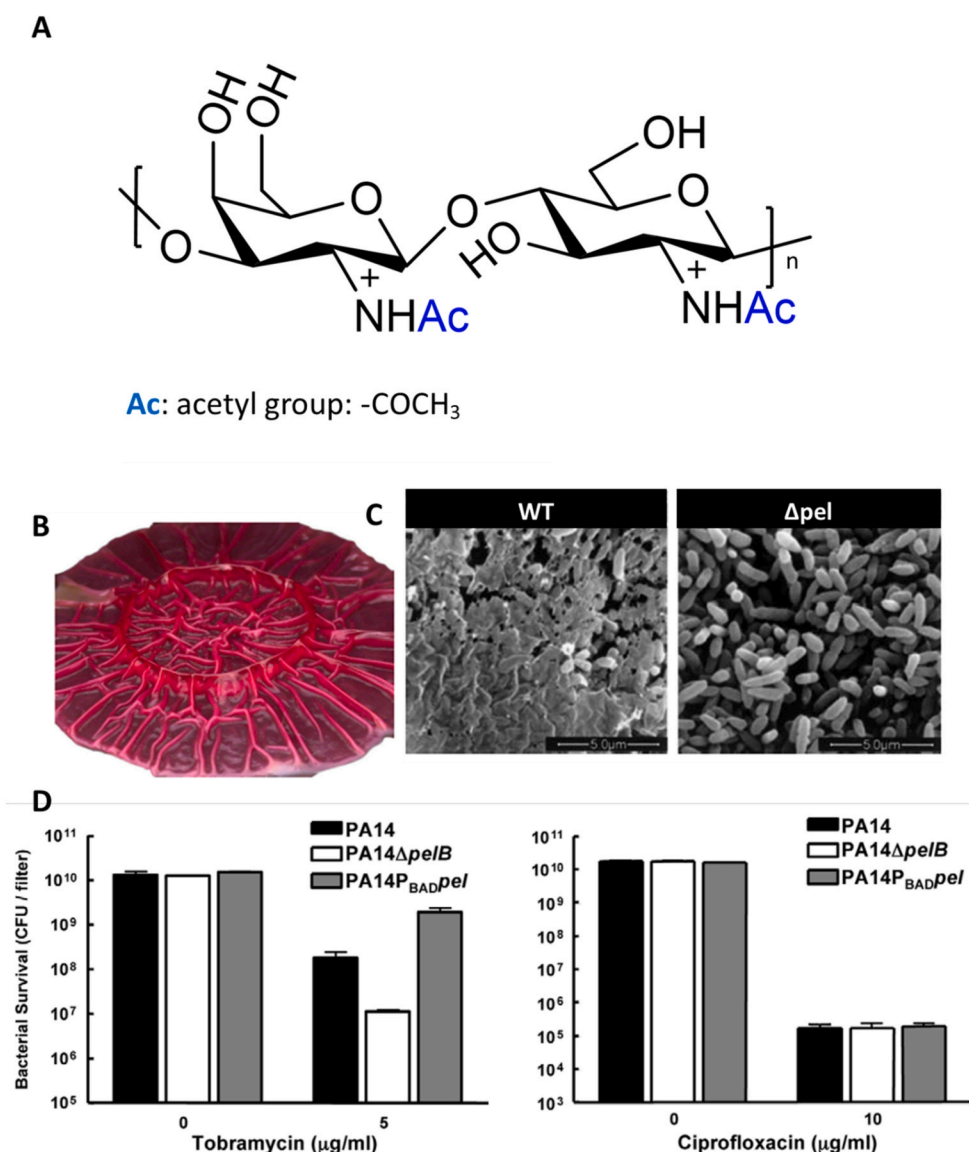 A
OH
OH
OH
O
O
O
O
HO
n
+
NHAc
+
NHAc
Ac: acetyl group: -COCH₃
B
C
WT
Δpel
5.0µm
5.0µm
D
Bacterial Survival (CFU / filter)
10¹¹
10¹⁰
10⁹
10⁸
10⁷
10⁶
10⁵
PA14
PA14ΔpelB
PA14P_BADpel
0
5
Tobramycin (µg/ml)
10¹¹
10¹⁰
10⁹
10⁸
10⁷
10⁶
10⁵
10⁴
10³
PA14
PA14ΔpelB
PA14P_BADpel
0
10
Ciprofloxacin (µg/ml)